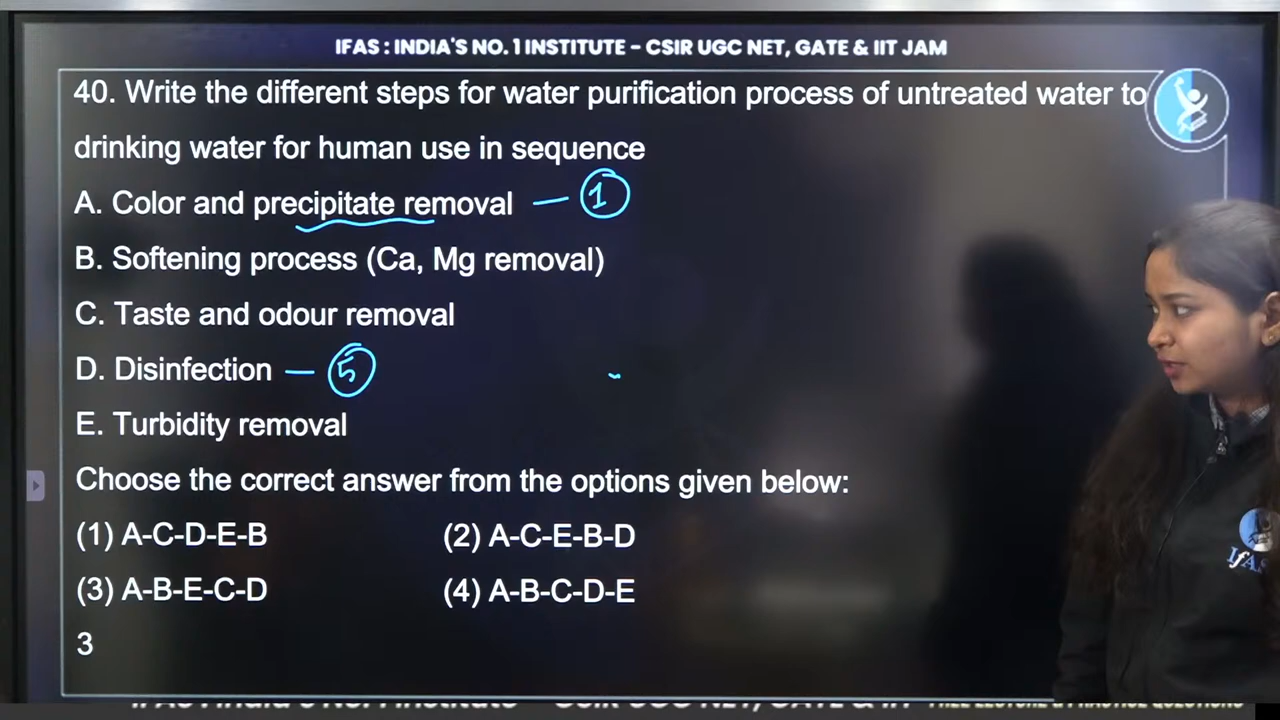 IFAS : INDIA'S NO. 1 INSTITUTE – CSIR UGC NET, GATE & IIT JAM
40. Write the different steps for water purification process of untreated water to
drinking water for human use in sequence
A. Color and precipitate removal — 1
B. Softening process (Ca, Mg removal)
C. Taste and odour removal
D. Disinfection — 5
E. Turbidity removal
Choose the correct answer from the options given below:
(1) A-C-D-E-B (2) A-C-E-B-D
(3) A-B-E-C-D (4) A-B-C-D-E
3
IFAS